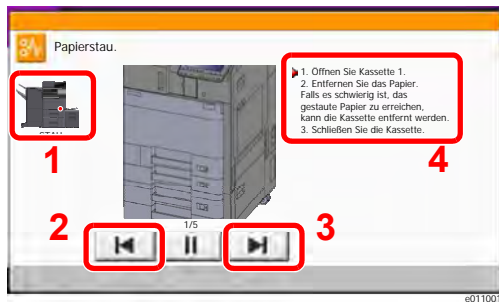 Papierstau.
1. Öffnen Sie Kassette 1.
2. Entfernen Sie das Papier.
Falls es schwierig ist, das
gestaute Papier zu erreichen,
kann die Kassette entfernt werden.
3. Schließen Sie die Kassette.
STAU
1
4
2
1/5
3
e011001